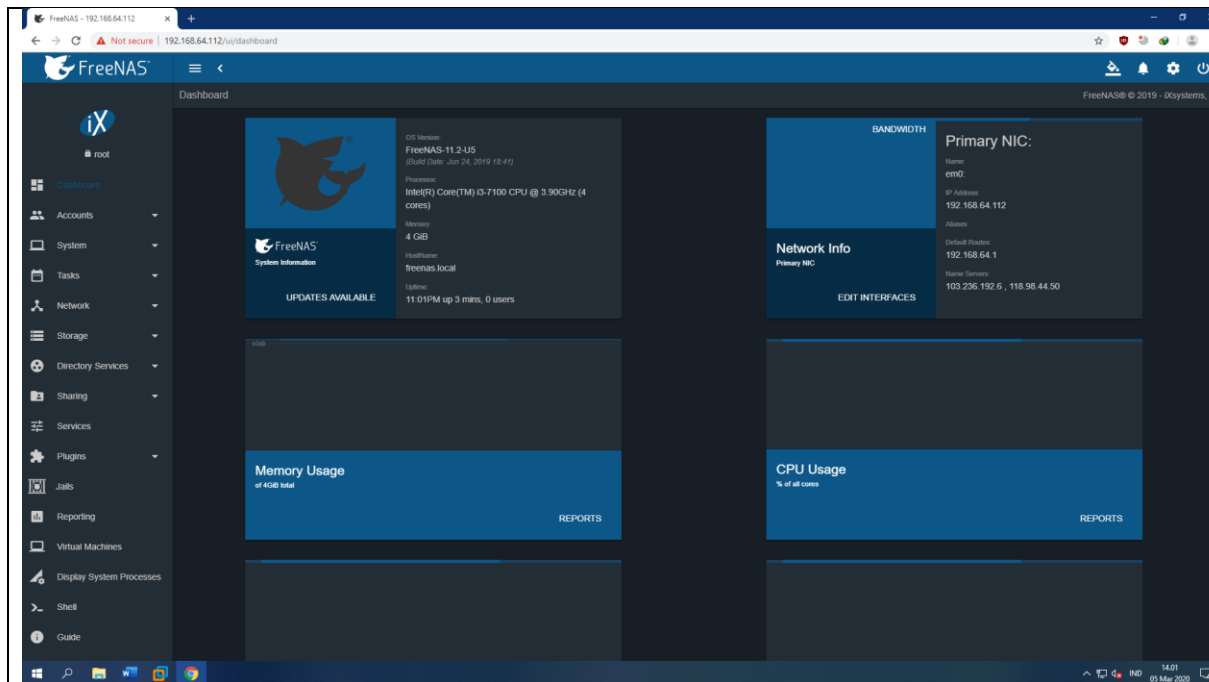 FreeNAS - 192.168.64.112
Not secure
192.168.64.112/ui/dashboard
FreeNAS
Dashboard
FreeNAS® © 2019 - iXsystems,
iX
root
Dashboard
Accounts
System
Tasks
Network
Storage
Directory Services
Sharing
Services
Plugins
Jails
Reporting
Virtual Machines
Display System Processes
Shell
Guide
FreeNAS
System Information
UPDATES AVAILABLE
OS Version:
FreeNAS-11.2-U5
(Build Date: Jun 24, 2019 18:41)
Processor:
Intel(R) Core(TM) i3-7100 CPU @ 3.90GHz (4
cores)
Memory:
4 GiB
HostName:
freenas.local
Uptime:
11:01PM up 3 mins, 0 users
BANDWIDTH
Network Info
Primary NIC
EDIT INTERFACES
Primary NIC:
Name:
em0:
IP Address:
192.168.64.112
Aliases:
Default Routes:
192.168.64.1
Name Servers:
103.236.192.6 , 118.98.44.50
Memory Usage
of 4GiB total
REPORTS
CPU Usage
% of all cores
REPORTS
IND
14.01
05 Mar 2020